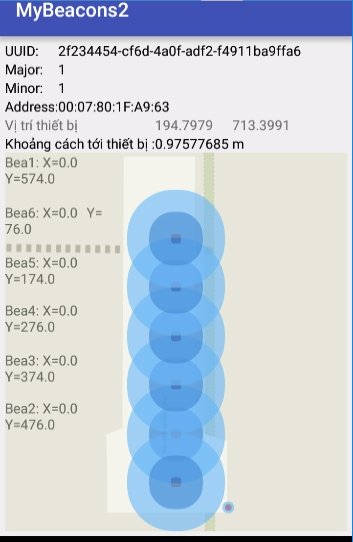 MyBeacons2
UUID: 2f234454-cf6d-4a0f-adf2-f4911ba9ffa6
Major: 1
Minor: 1
Address:00:07:80:1F:A9:63
Vị trí thiết bị 194.7979 713.3991
Khoảng cách tới thiết bị :0.97577685 m
Bea1: X=0.0
Y=574.0
Bea6: X=0.0 Y=
76.0
Bea5: X=0.0
Y=174.0
Bea4: X=0.0
Y=276.0
Bea3: X=0.0
Y=374.0
Bea2: X=0.0
Y=476.0